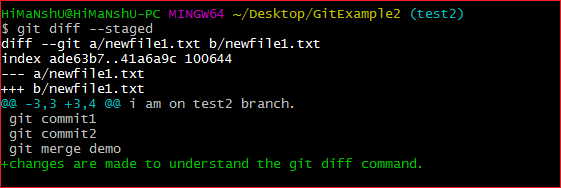 HiMaNshU@HiMaNshU-PC MINGW64 ~/Desktop/GitExample2 (test2)
$ git diff --staged
diff --git a/newfile1.txt b/newfile1.txt
index ade63b7..41a6a9c 100644
--- a/newfile1.txt
+++ b/newfile1.txt
@@ -3,3 +3,4 @@ i am on test2 branch.
 git commit1
 git commit2
 git merge demo
+changes are made to understand the git diff command.